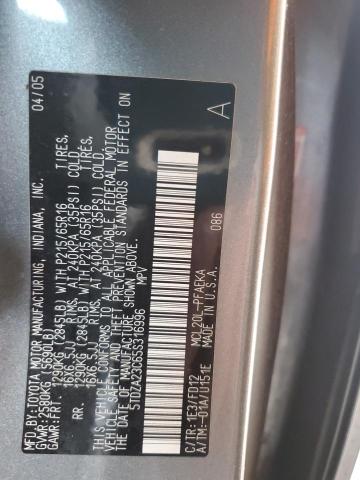 MFD. BY:TOYOTA MOTOR MANUFACTURING, INDIANA, INC. 04/05
GVWR: 2580KG (5690LB)
GAWR:FRT. 1290KG (2845LB) WITH P215/65R16 TIRES,
16X6.5J RIMS, AT 240KPA (35PSI) COLD
RR. 1290KG (2845LB) WITH P215/65R16 TIRES,
16X6.5J RIMS, AT 240KPA (35PSI) COLD
THIS VEHICLE CONFORMS TO ALL APPLICABLE FEDERAL MOTOR
VEHICLE SAFETY AND THEFT PREVENTION STANDARDS IN EFFECT ON
THE DATE OF MANUFACTURE SHOWN ABOVE.
5TDZA23C65S316996 MPV
A
086
C/TR:1E3/FD12 MCL20L-PFAEKA
A/TM:-01A/U151E MADE IN U.S.A.